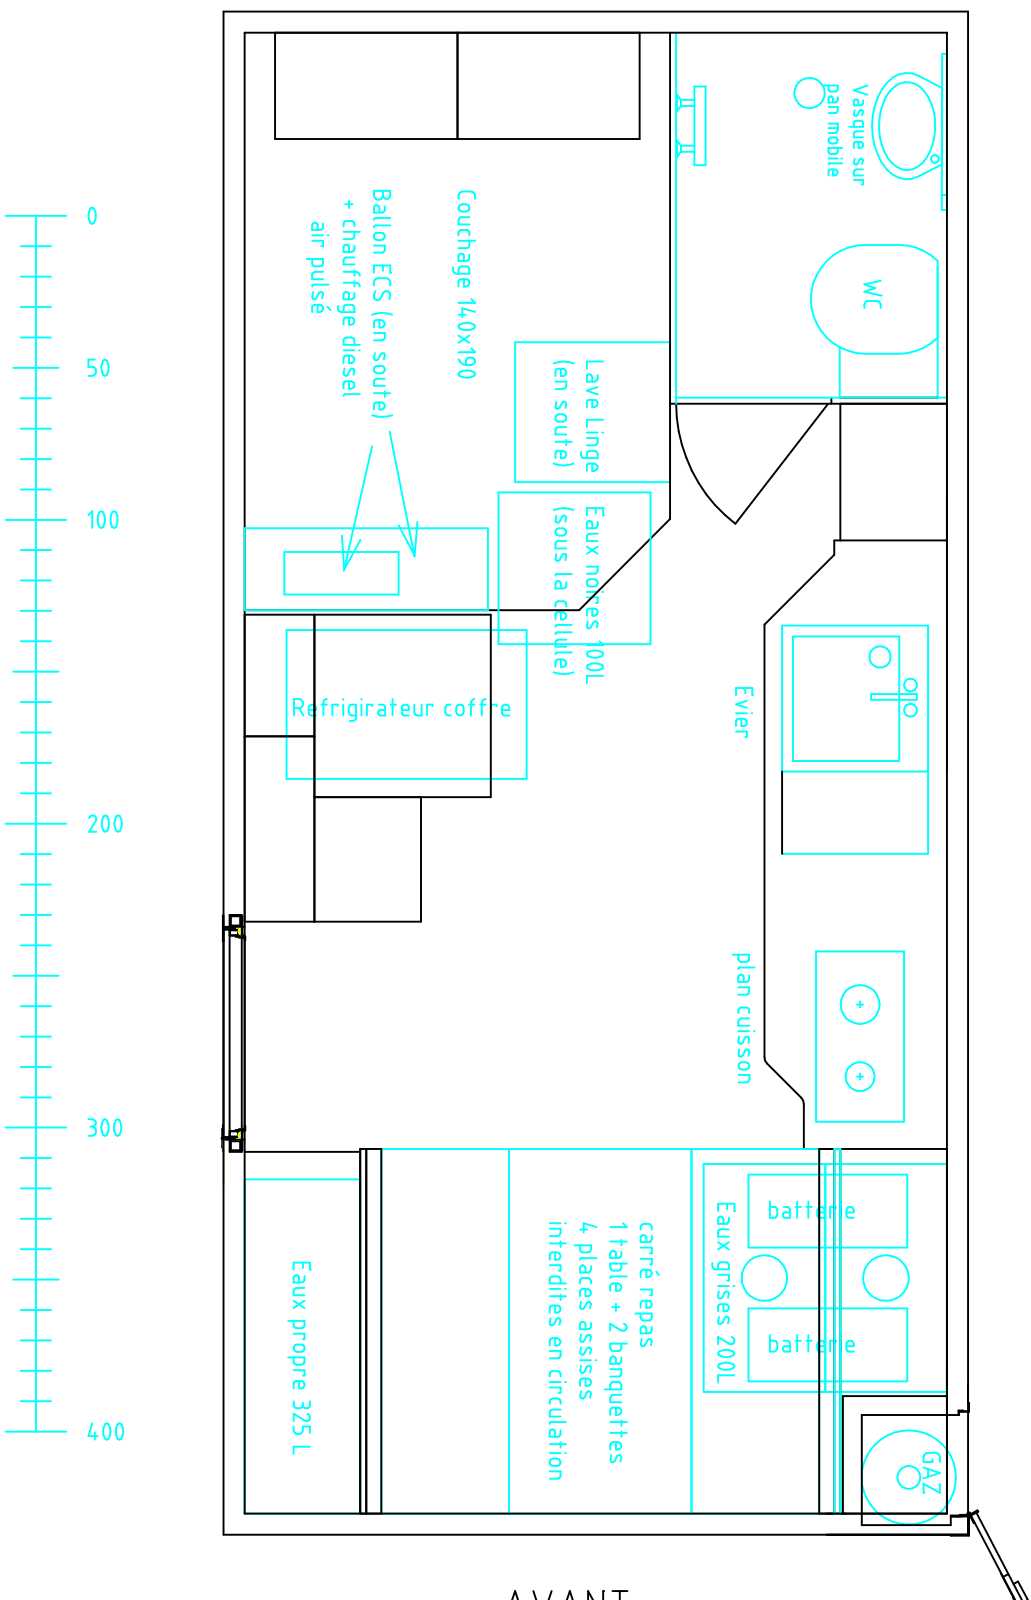 Vasque sur
pan mobile
WC
Couchage 140x190
Ballon ECS (en soute)
+ chauffage diesel
air pulsé
Lave Linge
(en soute)
Eaux noires 100L
(sous la cellule)
Refrigirateur coffre
Evier
plan cuisson
0
50
100
200
300
400
Eaux propre 325 L
carré repas
1 table + 2 banquettes
4 places assises
interdites en circulation
Eaux grises 200L
batterie
batterie
GAZ
AVANT